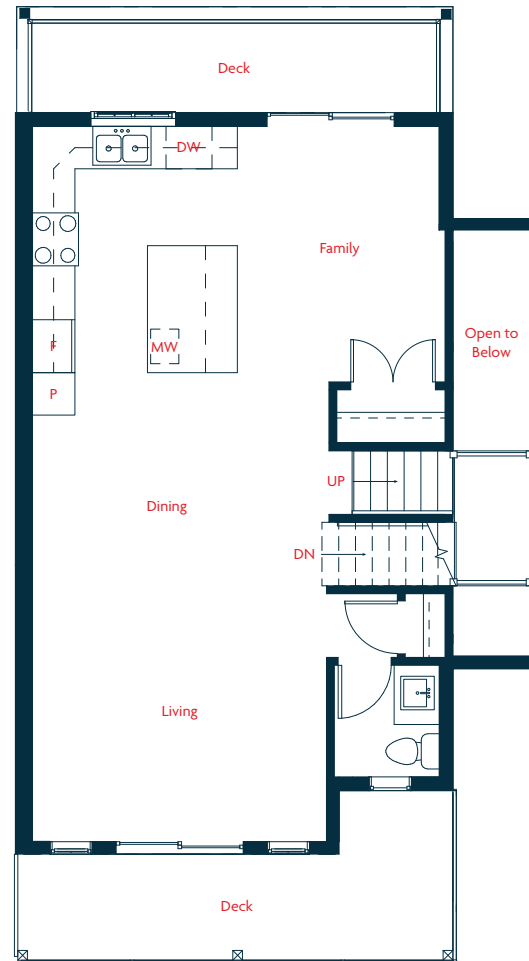 Deck
DW
Family
Open to
Below
MW
F
P
UP
Dining
DN
Living
Deck